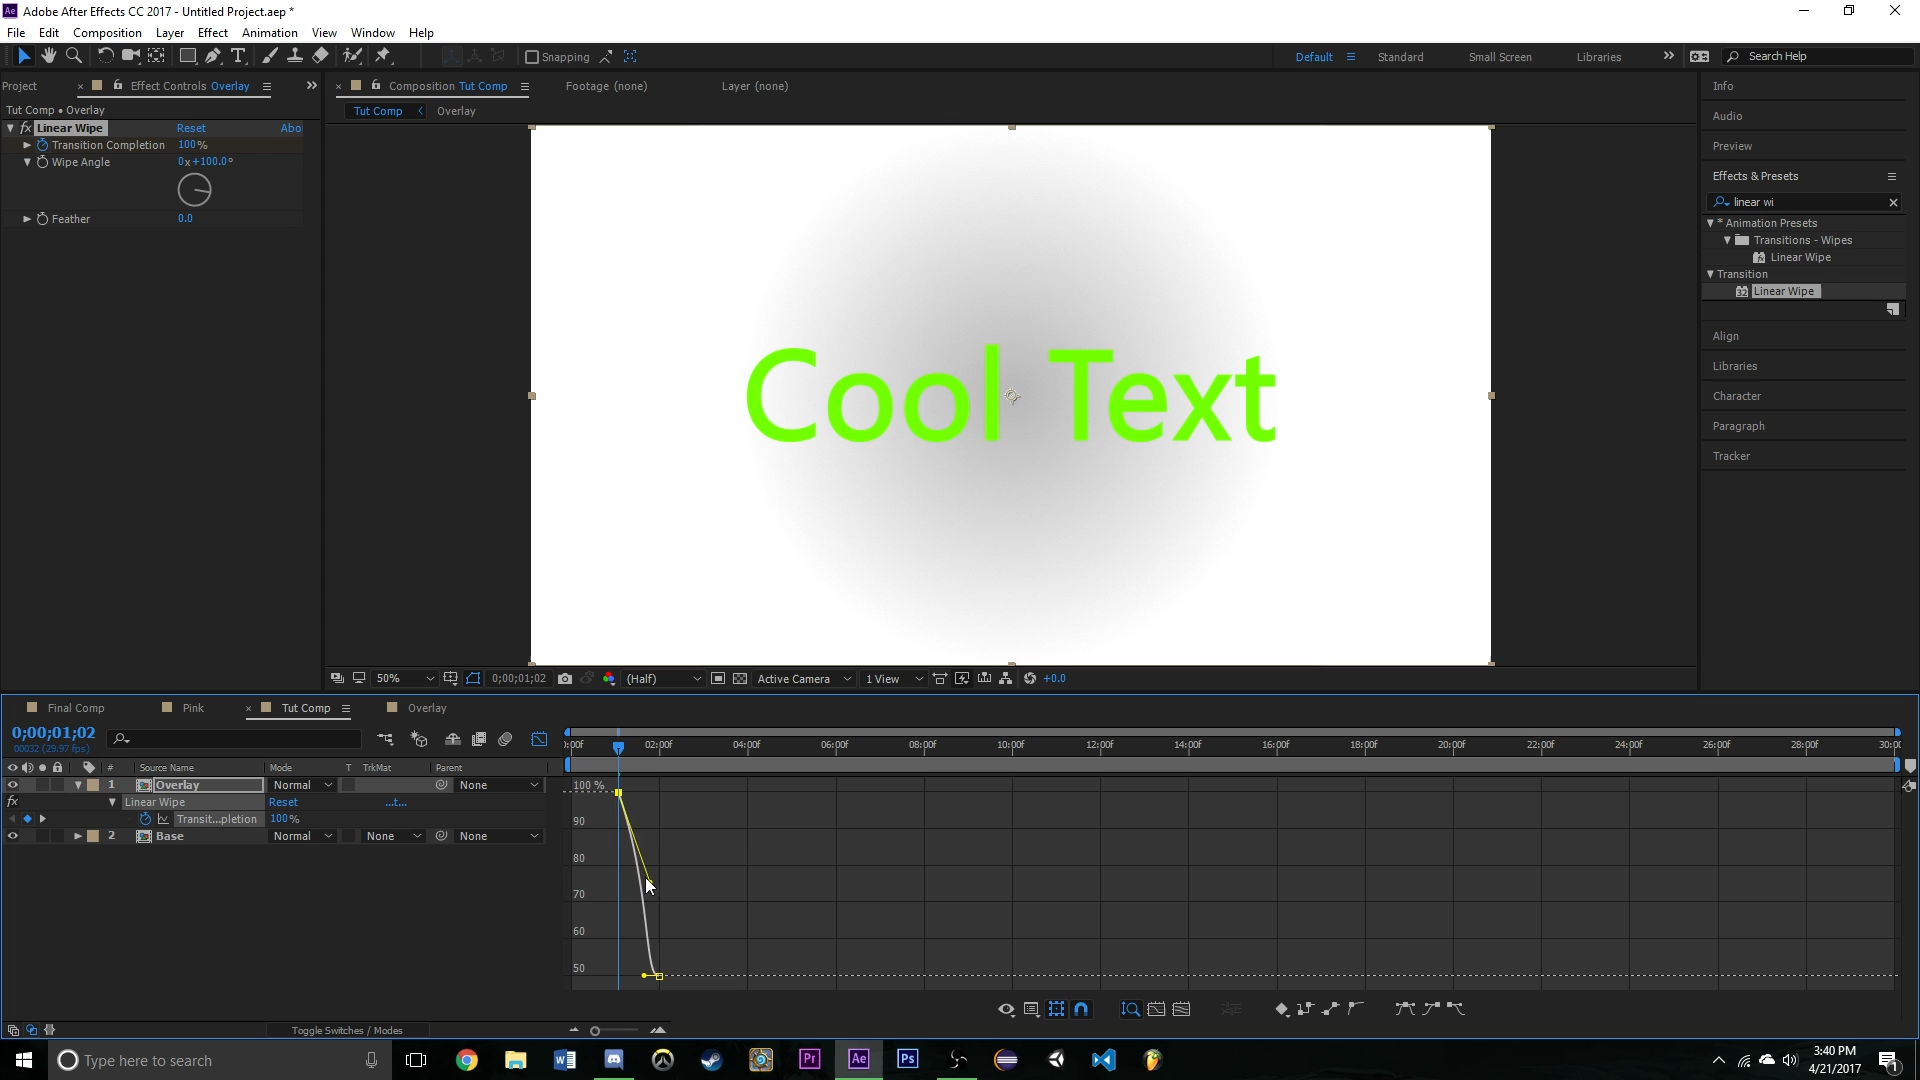 Adobe After Effects CC 2017 - Untitled Project.aep *
File Edit Composition Layer Effect Animation View Window Help
Snapping
Default Standard Small Screen Libraries Search Help
Project Effect Controls Overlay
Composition Tut Comp Footage (none) Layer (none)
Tut Comp • Overlay
Tut Comp Overlay
fx Linear Wipe Reset Abo
Transition Completion 100%
Wipe Angle 0x+100.0°
Feather 0.0
Cool Text
Info
Audio
Preview
Effects & Presets
linear wi
* Animation Presets
Transitions - Wipes
Linear Wipe
Transition
32 Linear Wipe
Align
Libraries
Character
Paragraph
Tracker
50% 0;00;01;02 (Half) Active Camera 1 View +0.0
Final Comp Pink Tut Comp Overlay
0;00;01;02
00032 (29.97 fps)
):00f 02:00f 04:00f 06:00f 08:00f 10:00f 12:00f 14:00f 16:00f 18:00f 20:00f 22:00f 24:00f 26:00f 28:00f 30:00
# Source Name Mode T TrkMat Parent
1 Overlay Normal None
fx Linear Wipe Reset ...t...
Transit...pletion 100%
2 Base Normal None None
100 %
90
80
70
60
50
Toggle Switches / Modes
Type here to search
Pr Ae Ps
3:40 PM
4/21/2017
1